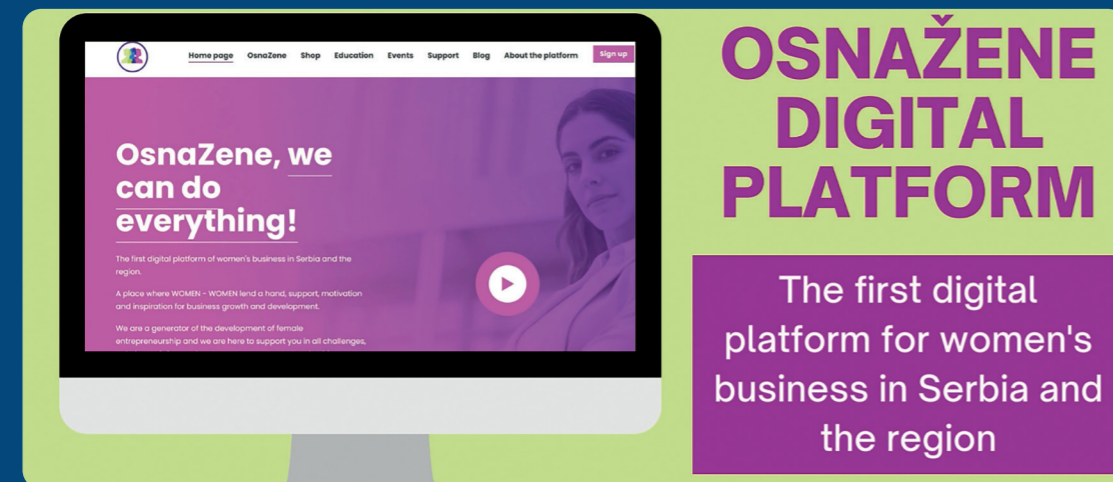 Home page OsnaZene Shop Education Events Support Blog About the platform Sign up
OsnaZene, we
can do
everything!
The first digital platform of women's business in Serbia and the
region.
A place where WOMEN - WOMEN lend a hand, support, motivation
and inspiration for business growth and development.
We are a generator of the development of female
entrepreneurship and we are here to support you in all challenges,
OSNAŽENE
DIGITAL
PLATFORM
The first digital
platform for women's
business in Serbia and
the region